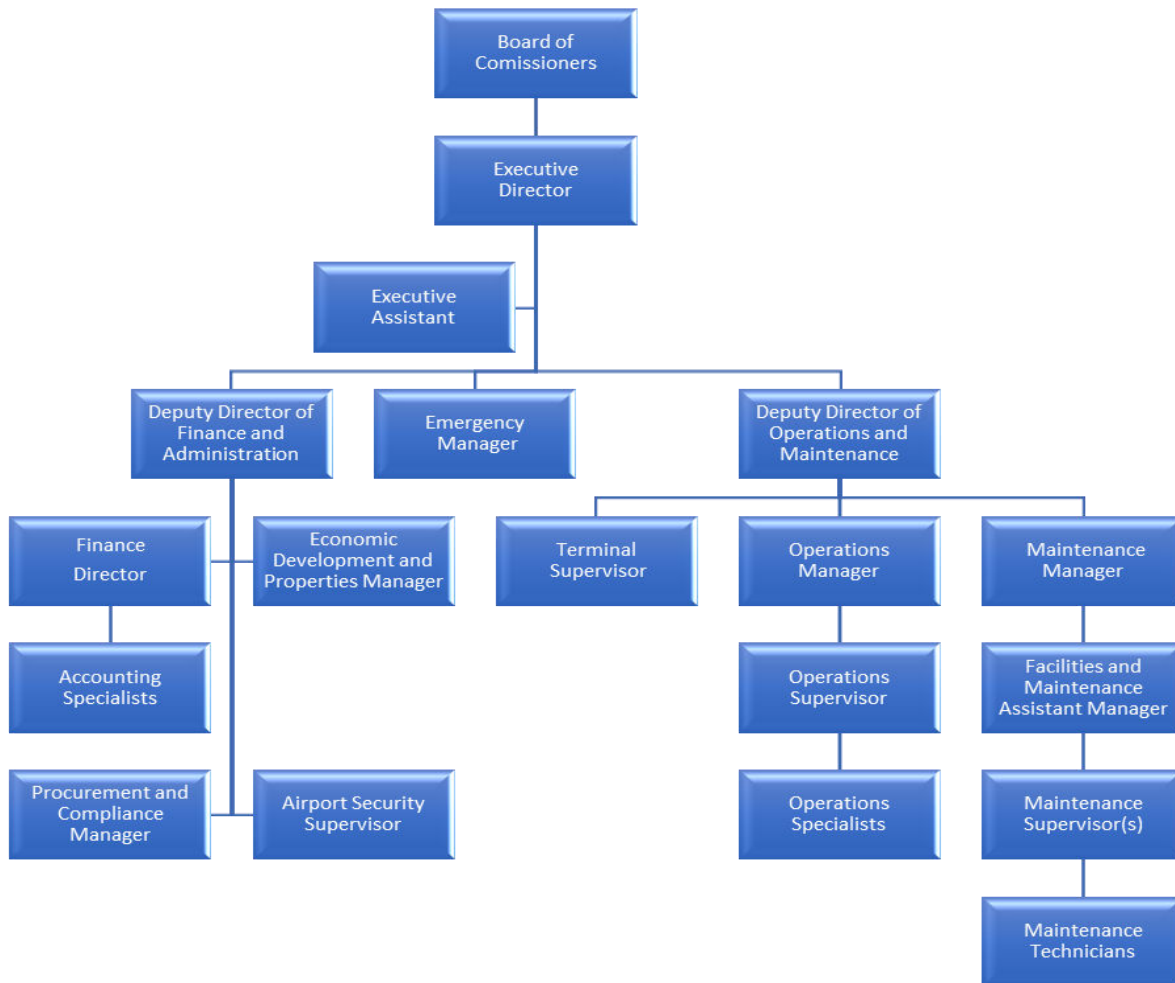 Board of
Comissioners
Executive
Director
Executive
Assistant
Deputy Director of
Finance and
Administration
Emergency
Manager
Deputy Director of
Operations and
Maintenance
Finance
Director
Economic
Development and
Properties Manager
Terminal
Supervisor
Operations
Manager
Maintenance
Manager
Accounting
Specialists
Operations
Supervisor
Facilities and
Maintenance
Assistant Manager
Procurement and
Compliance
Manager
Airport Security
Supervisor
Operations
Specialists
Maintenance
Supervisor(s)
Maintenance
Technicians